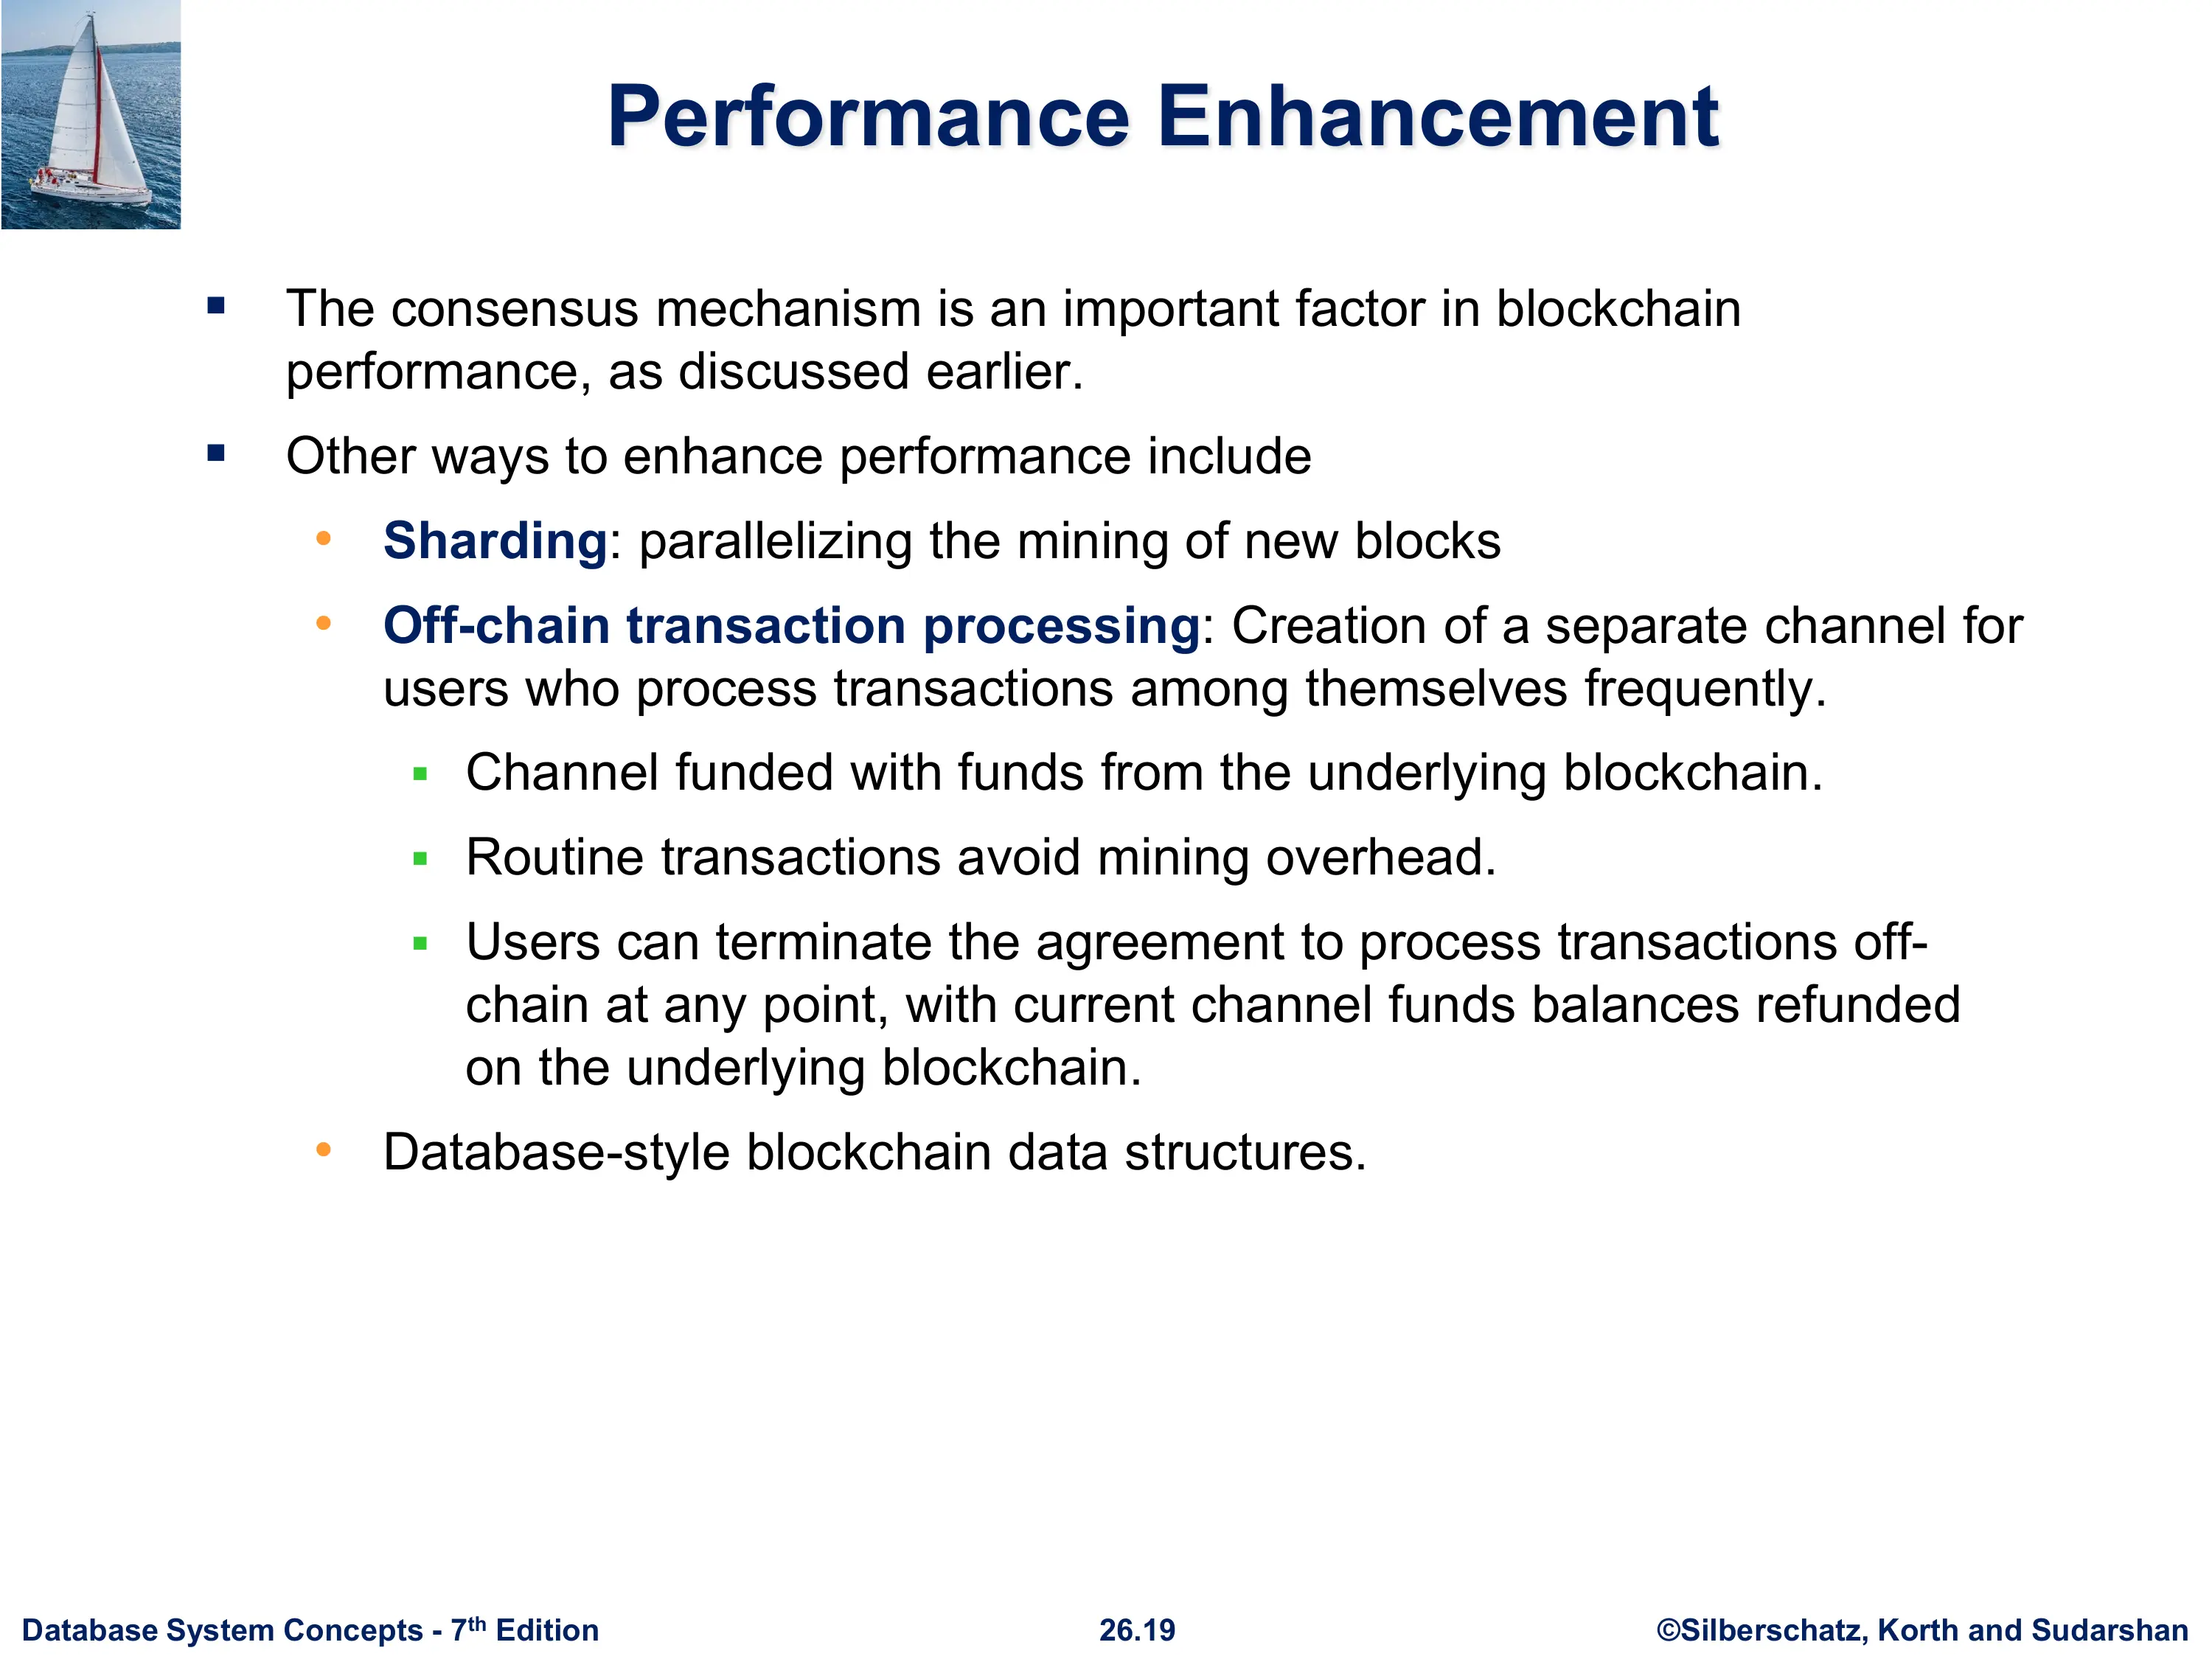 Performance Enhancement
▪ The consensus mechanism is an important factor in blockchain
performance, as discussed earlier.
▪ Other ways to enhance performance include
• Sharding: parallelizing the mining of new blocks
• Off-chain transaction processing: Creation of a separate channel for
users who process transactions among themselves frequently.
▪ Channel funded with funds from the underlying blockchain.
▪ Routine transactions avoid mining overhead.
▪ Users can terminate the agreement to process transactions off-
chain at any point, with current channel funds balances refunded
on the underlying blockchain.
• Database-style blockchain data structures.
Database System Concepts - 7th Edition
26.19
©Silberschatz, Korth and Sudarshan